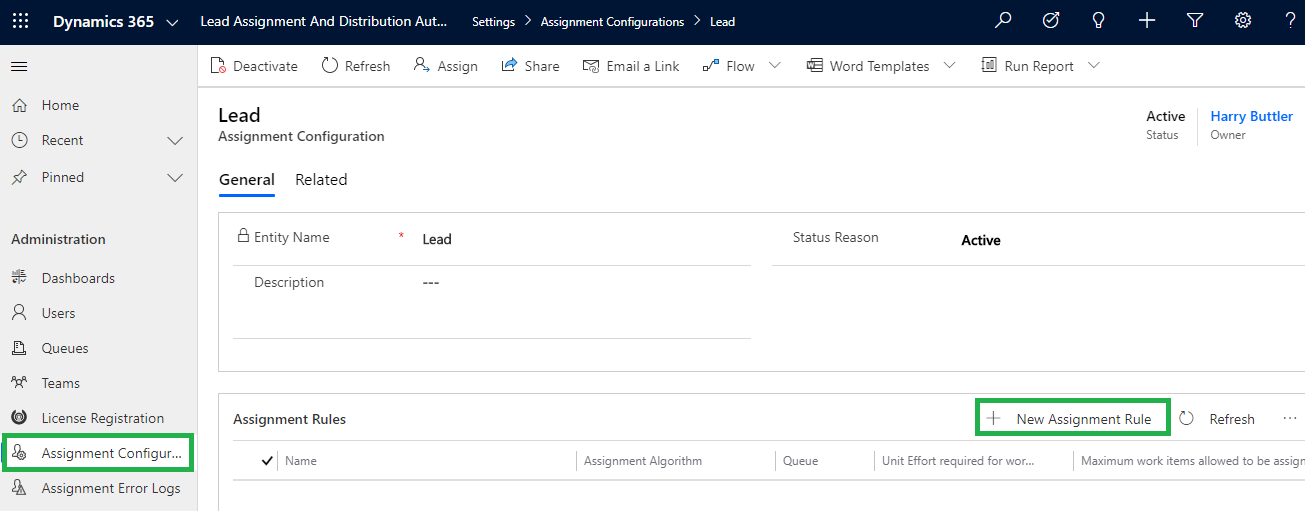 Dynamics 365 Lead Assignment And Distribution Aut... Settings > Assignment Configurations > Lead ?
Deactivate Refresh Assign Share Email a Link Flow Word Templates Run Report
Home
Recent
Pinned
Administration
Dashboards
Users
Queues
Teams
License Registration
Assignment Configur...
Assignment Error Logs
Lead
Assignment Configuration
Active
Status
Harry Buttler
Owner
General Related
Entity Name * Lead
Status Reason Active
Description ---
Assignment Rules + New Assignment Rule Refresh ...
Name Assignment Algorithm Queue Unit Effort required for wor... Maximum work items allowed to be assign